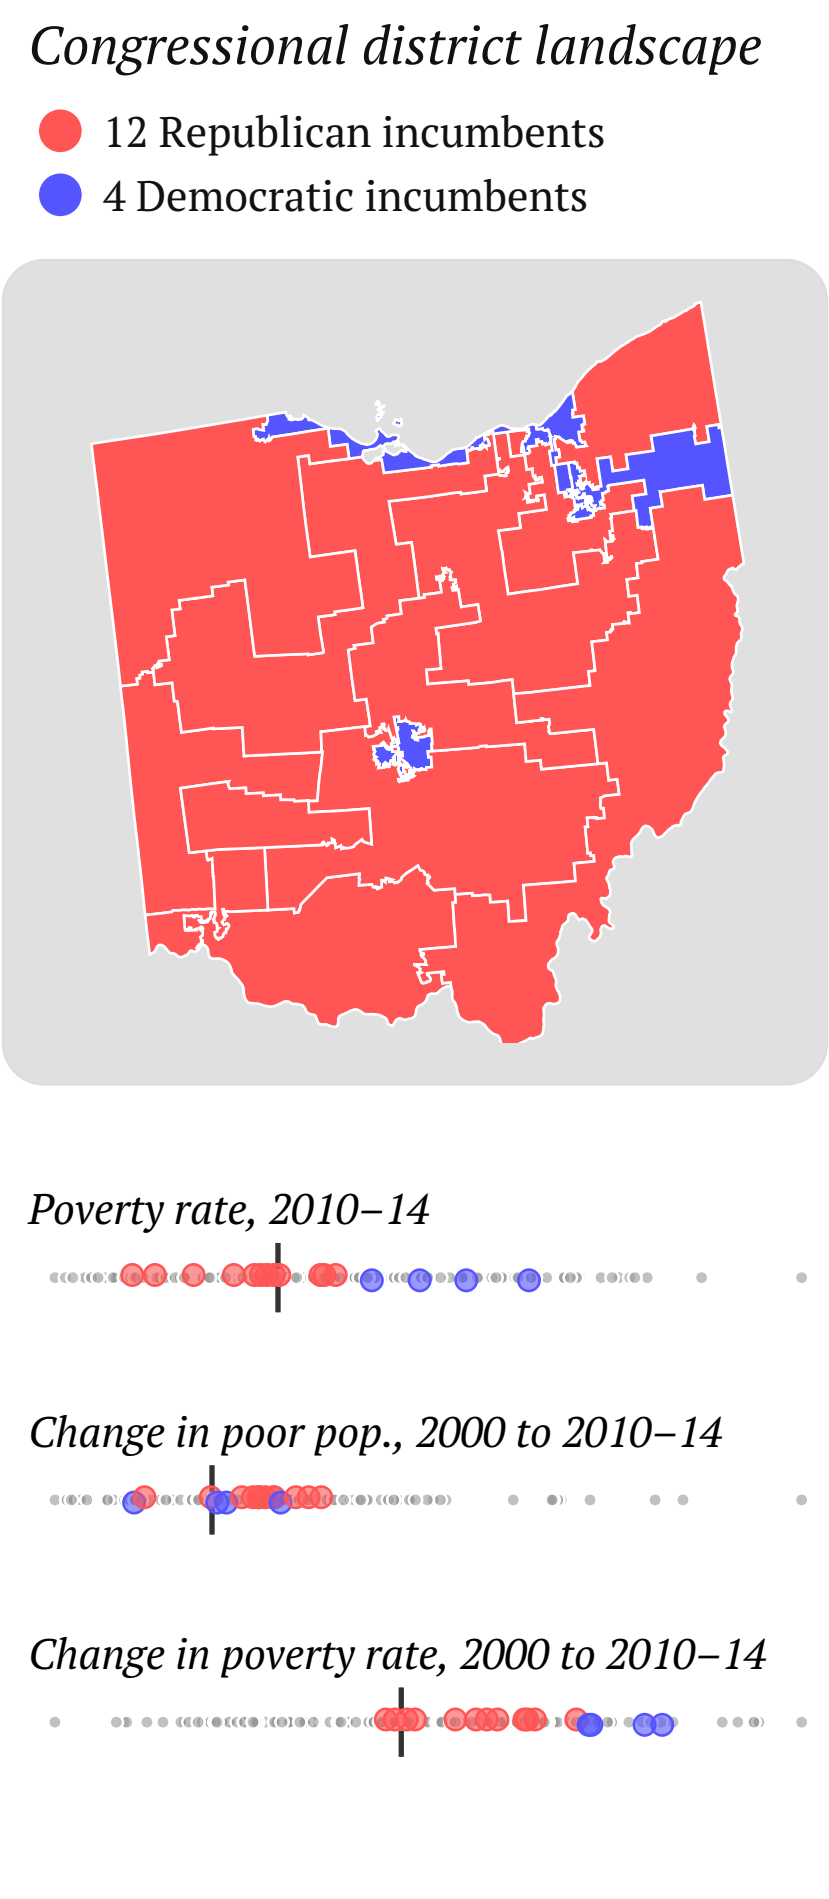 Congressional district landscape
12 Republican incumbents
4 Democratic incumbents
Poverty rate, 2010–14
Change in poor pop., 2000 to 2010–14
Change in poverty rate, 2000 to 2010–14